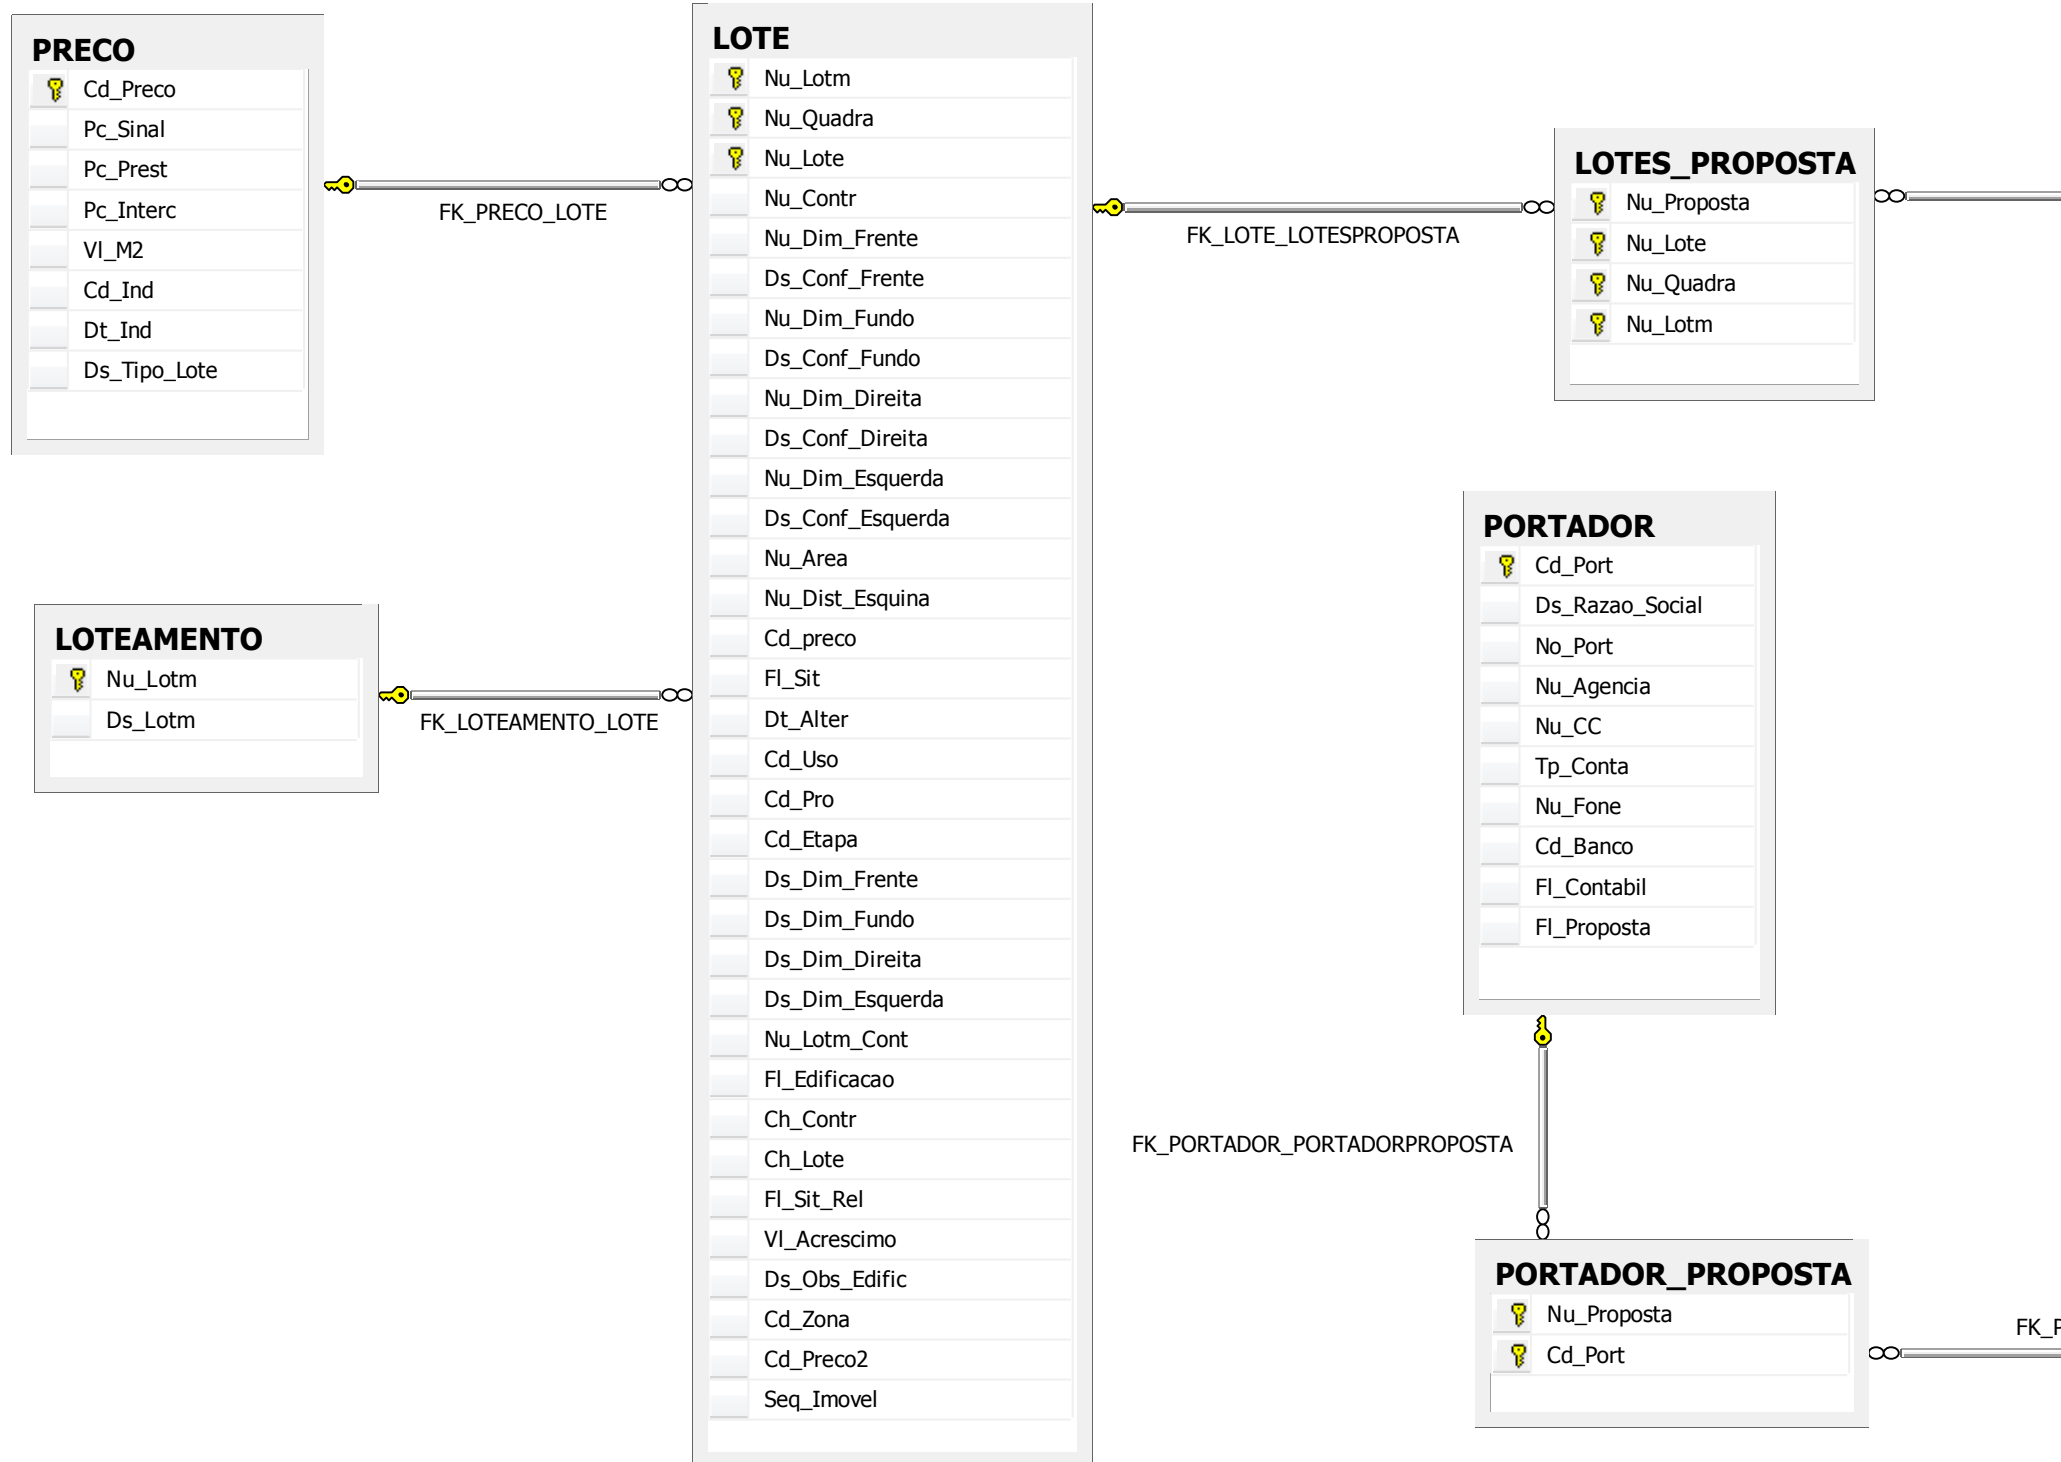 PRECO
Cd_Preco
Pc_Sinal
Pc_Prest
Pc_Interc
Vl_M2
Cd_Ind
Dt_Ind
Ds_Tipo_Lote
FK_PRECO_LOTE
LOTEAMENTO
Nu_Lotm
Ds_Lotm
FK_LOTEAMENTO_LOTE
LOTE
Nu_Lotm
Nu_Quadra
Nu_Lote
Nu_Contr
Nu_Dim_Frente
Ds_Conf_Frente
Nu_Dim_Fundo
Ds_Conf_Fundo
Nu_Dim_Direita
Ds_Conf_Direita
Nu_Dim_Esquerda
Ds_Conf_Esquerda
Nu_Area
Nu_Dist_Esquina
Cd_preco
Fl_Sit
Dt_Alter
Cd_Uso
Cd_Pro
Cd_Etapa
Ds_Dim_Frente
Ds_Dim_Fundo
Ds_Dim_Direita
Ds_Dim_Esquerda
Nu_Lotm_Cont
Fl_Edificacao
Ch_Contr
Ch_Lote
Fl_Sit_Rel
Vl_Acrescimo
Ds_Obs_Edific
Cd_Zona
Cd_Preco2
Seq_Imovel
FK_LOTE_LOTESPROPOSTA
LOTES_PROPOSTA
Nu_Proposta
Nu_Lote
Nu_Quadra
Nu_Lotm
PORTADOR
Cd_Port
Ds_Razao_Social
No_Port
Nu_Agencia
Nu_CC
Tp_Conta
Nu_Fone
Cd_Banco
Fl_Contabil
Fl_Proposta
FK_PORTADOR_PORTADORPROPOSTA
PORTADOR_PROPOSTA
Nu_Proposta
Cd_Port